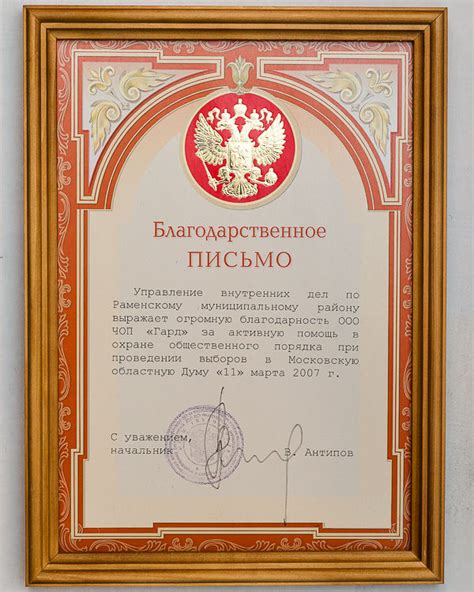 Благодарственное
ПИСЬМО
Управление внутренних дел по
Раменскому муниципальному району
выражает огромную благодарность ООО
ЧОП «Гард» за активную помощь в
охране общественного порядка при
проведении выборов в Московскую
областную Думу «11» марта 2007 г.
С уважением,
начальник В. Антипов